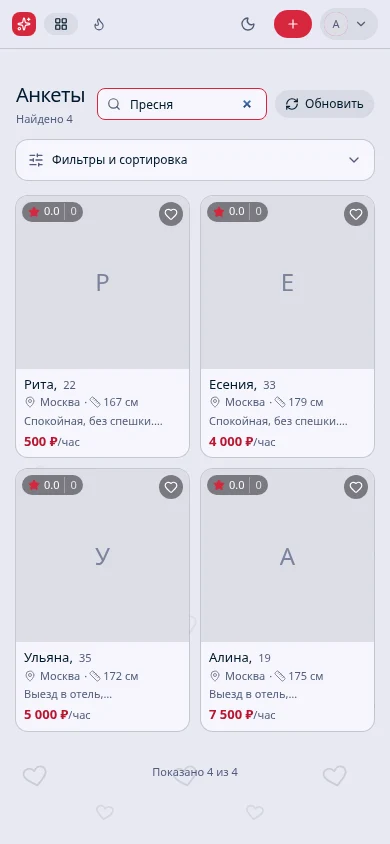 A
Анкеты
Найдено 4
Пресня
Обновить
Фильтры и сортировка
0.0 0
Р
Рита, 22
Москва · 167 см
Спокойная, без спешки....
500 ₽/час
0.0 0
Е
Есения, 33
Москва · 179 см
Спокойная, без спешки....
4 000 ₽/час
0.0 0
У
Ульяна, 35
Москва · 172 см
Выезд в отель,...
5 000 ₽/час
0.0 0
А
Алина, 19
Москва · 175 см
Выезд в отель,...
7 500 ₽/час
Показано 4 из 4